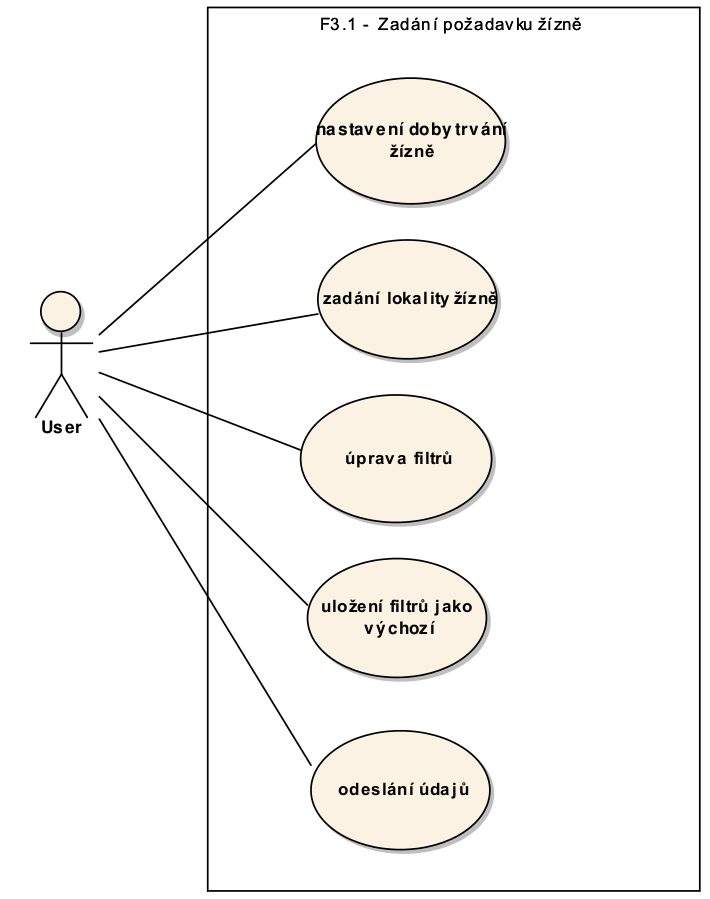 F3.1 - Zadání požadavku žízně
nastavení doby trvání
žízně
zadání lokality žízně
User
úprava filtrů
uložení filtrů jako
výchozí
odeslání údajů